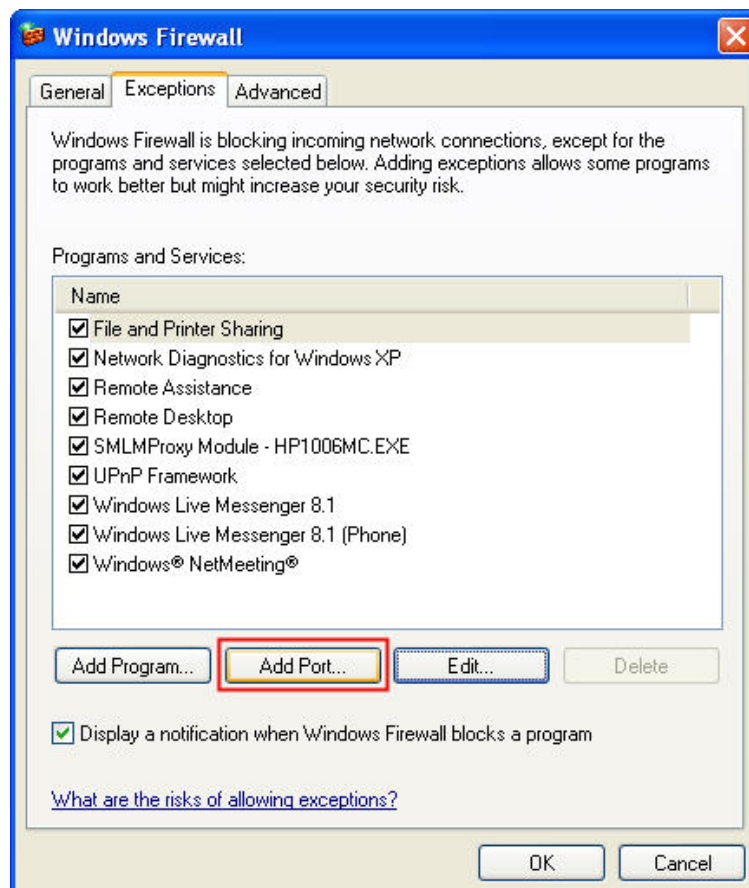 Windows Firewall
General Exceptions Advanced
Windows Firewall is blocking incoming network connections, except for the
programs and services selected below. Adding exceptions allows some programs
to work better but might increase your security risk.
Programs and Services:
Name
File and Printer Sharing
Network Diagnostics for Windows XP
Remote Assistance
Remote Desktop
SMLMProxy Module - HP1006MC.EXE
UPnP Framework
Windows Live Messenger 8.1
Windows Live Messenger 8.1 (Phone)
Windows® NetMeeting®
Add Program... Add Port... Edit... Delete
Display a notification when Windows Firewall blocks a program
What are the risks of allowing exceptions?
OK Cancel